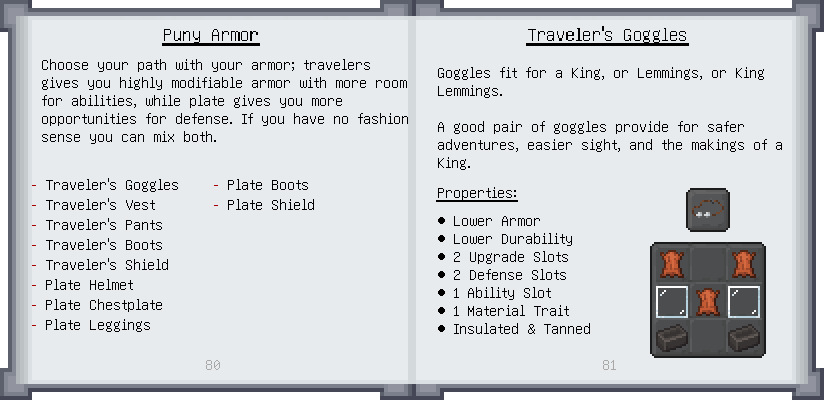 Puny Armor
Choose your path with your armor; travelers
gives you highly modifiable armor with more room
for abilities, while plate gives you more
opportunities for defense. If you have no fashion
sense you can mix both.
- Traveler's Goggles
- Traveler's Vest
- Traveler's Pants
- Traveler's Boots
- Traveler's Shield
- Plate Helmet
- Plate Chestplate
- Plate Leggings
- Plate Boots
- Plate Shield
80
Traveler's Goggles
Goggles fit for a King, or Lemmings, or King
Lemmings.
A good pair of goggles provide for safer
adventures, easier sight, and the makings of a
King.
Properties:
● Lower Armor
● Lower Durability
● 2 Upgrade Slots
● 2 Defense Slots
● 1 Ability Slot
● 1 Material Trait
● Insulated & Tanned
81